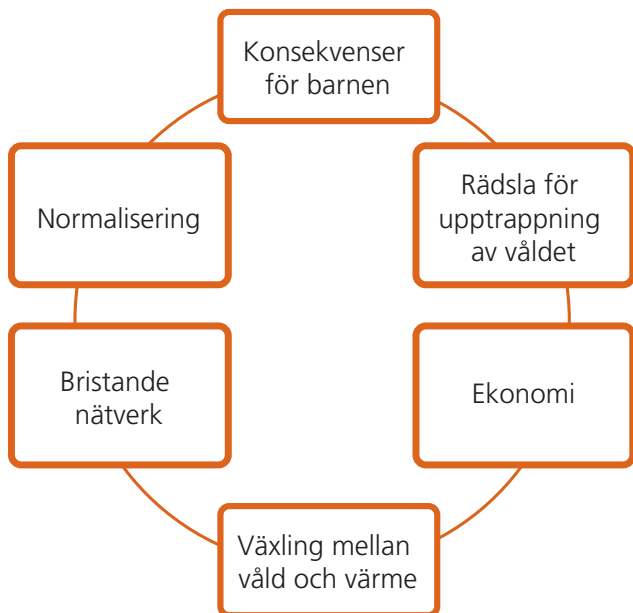 Konsekvenser
för barnen
Rädsla för
upptrappning
av våldet
Ekonomi
Växling mellan
våld och värme
Bristande
nätverk
Normalisering